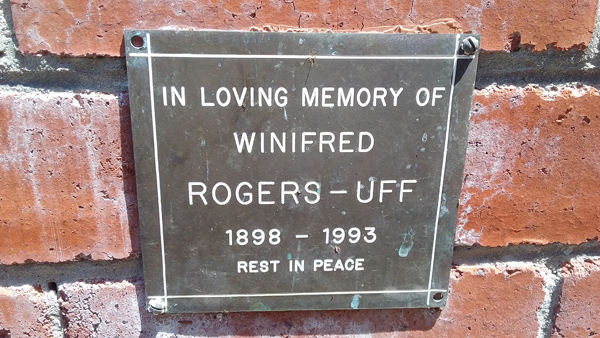 IN LOVING MEMORY OF
WINIFRED
ROGERS – UFF
1898 – 1993
REST IN PEACE